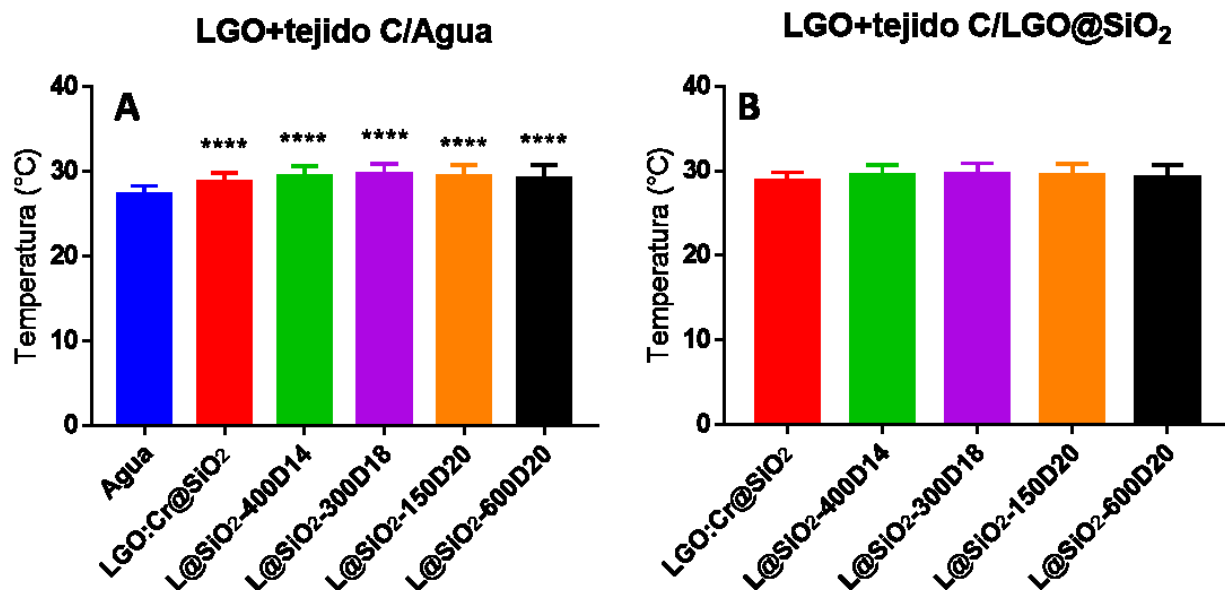 LGO+tejido C/Agua
A
Temperatura (°C)
40
30
20
10
0
**** **** **** **** ****
Agua
LGO:Cr@SiO₂
L@SiO₂-400D14
L@SiO₂-300D18
L@SiO₂-150D20
L@SiO₂-600D20
LGO+tejido C/LGO@SiO₂
B
Temperatura (°C)
40
30
20
10
0
LGO:Cr@SiO₂
L@SiO₂-400D14
L@SiO₂-300D18
L@SiO₂-150D20
L@SiO₂-600D20